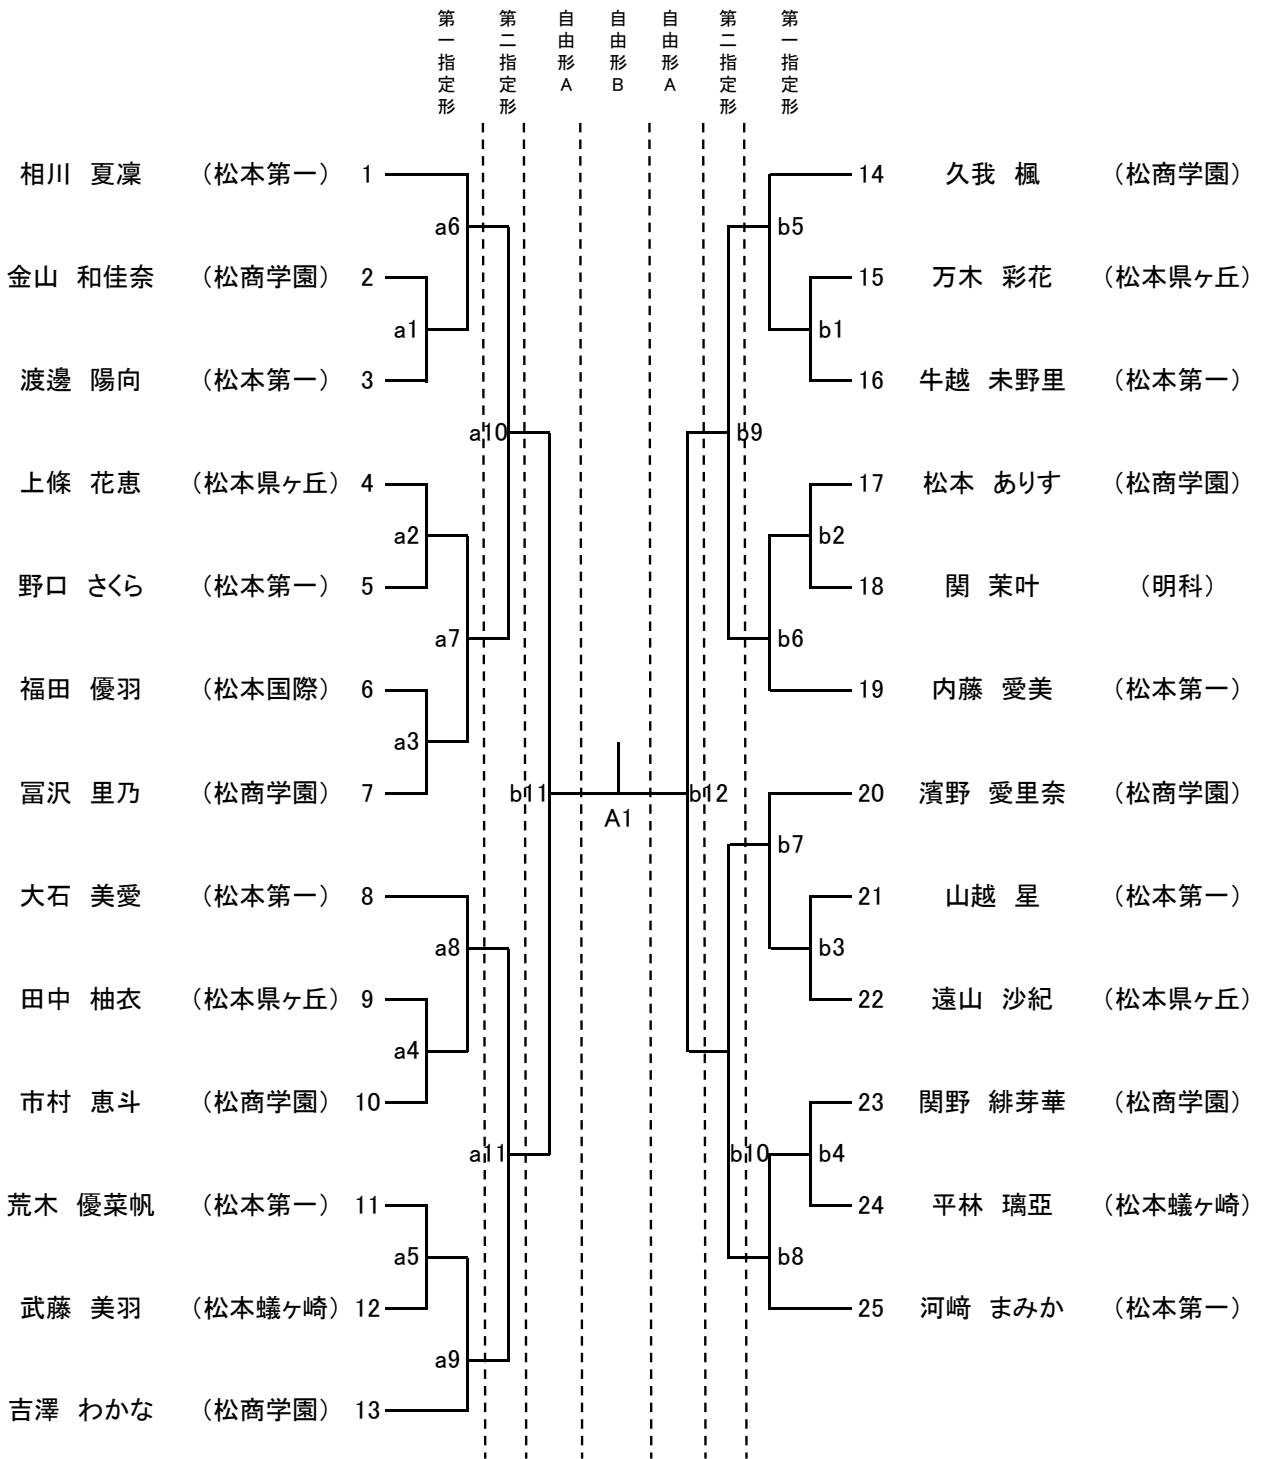 第一指定形
第二指定形
自由形A
自由形B
自由形A
第二指定形
第一指定形
相川 夏凜 （松本第一） 1
金山 和佳奈 （松商学園） 2
渡邊 陽向 （松本第一） 3
上條 花恵 （松本県ヶ丘） 4
野口 さくら （松本第一） 5
福田 優羽 （松本国際） 6
冨沢 里乃 （松商学園） 7
大石 美愛 （松本第一） 8
田中 柚衣 （松本県ヶ丘） 9
市村 恵斗 （松商学園） 10
荒木 優菜帆 （松本第一） 11
武藤 美羽 （松本蟻ヶ崎） 12
吉澤 わかな （松商学園） 13
a6
a1
a10
a2
a7
a3
b11
a8
a4
a11
a5
a9
A1
b5
b1
b9
b2
b6
b12
b7
b3
b10
b4
b8
14 久我 楓 （松商学園）
15 万木 彩花 （松本県ヶ丘）
16 牛越 未野里 （松本第一）
17 松本 ありす （松商学園）
18 関 茉叶 （明科）
19 内藤 愛美 （松本第一）
20 濱野 愛里奈 （松商学園）
21 山越 星 （松本第一）
22 遠山 沙紀 （松本県ヶ丘）
23 関野 緋芽華 （松商学園）
24 平林 璃亞 （松本蟻ヶ崎）
25 河﨑 まみか （松本第一）